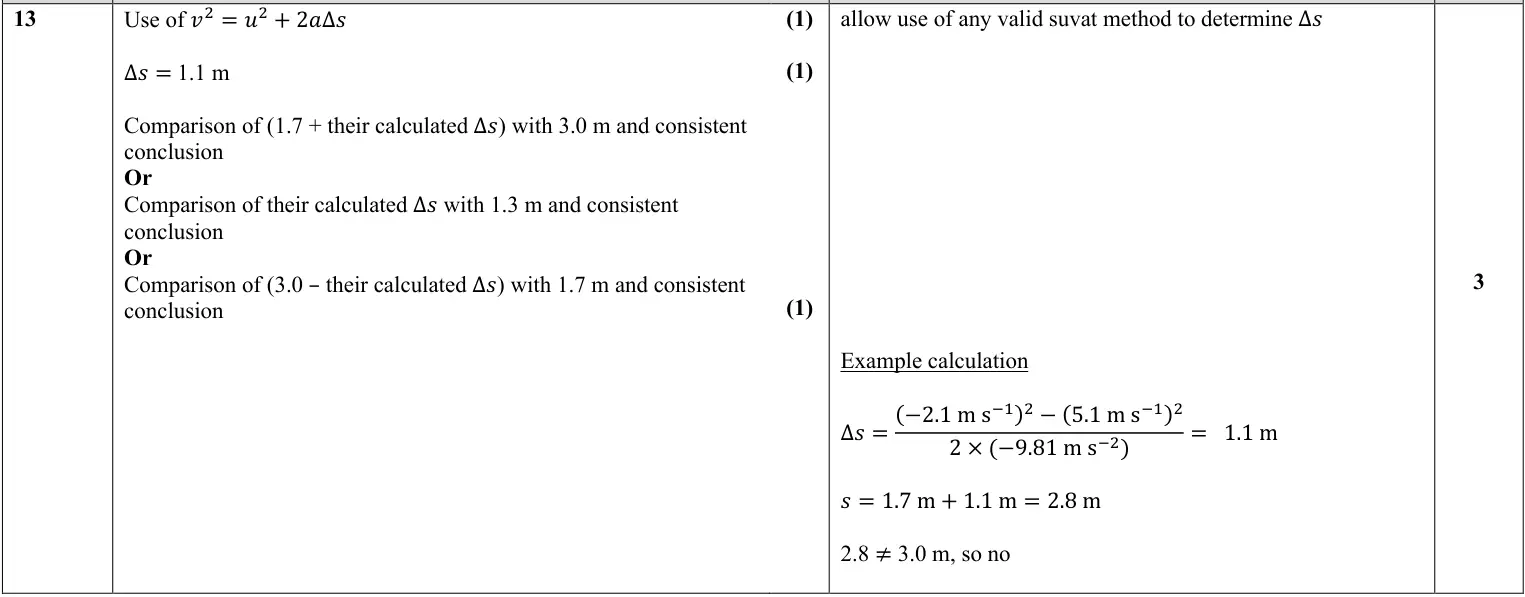 13
Use of 𝑣² = 𝑢² + 2𝑎Δ𝑠 (1)
allow use of any valid suvat method to determine Δ𝑠
Δ𝑠 = 1.1 m (1)
Comparison of (1.7 + their calculated Δ𝑠) with 3.0 m and consistent
conclusion
Or
Comparison of their calculated Δ𝑠 with 1.3 m and consistent
conclusion
Or
Comparison of (3.0 – their calculated Δ𝑠) with 1.7 m and consistent
conclusion (1)
3
Example calculation
Δ𝑠 = ((−2.1 m s⁻¹)² − (5.1 m s⁻¹)²) / (2 × (−9.81 m s⁻²)) = 1.1 m
𝑠 = 1.7 m + 1.1 m = 2.8 m
2.8 ≠ 3.0 m, so no